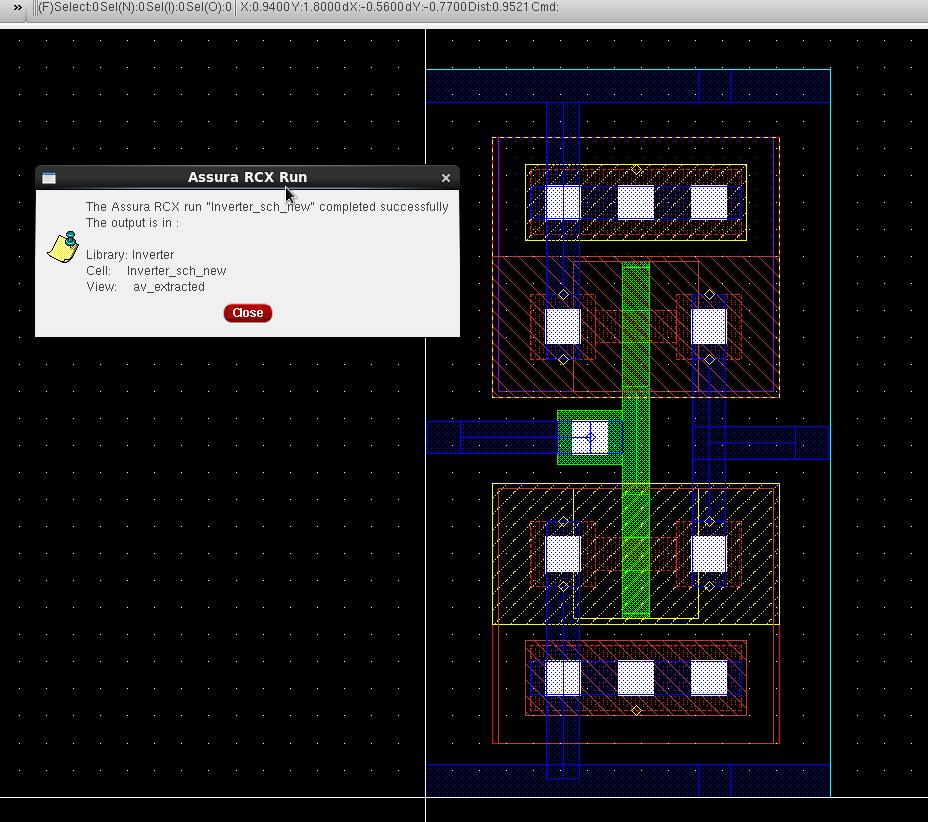 » (F)Select:0 Sel(N):0 Sel(I):0 Sel(O):0 X:0.9400 Y:1.8000 dX:-0.5600 dY:-0.7700 Dist:0.9521 Cmd:
Assura RCX Run
The Assura RCX run "Inverter_sch_new" completed successfully
The output is in :
Library: Inverter
Cell: Inverter_sch_new
View: av_extracted
Close